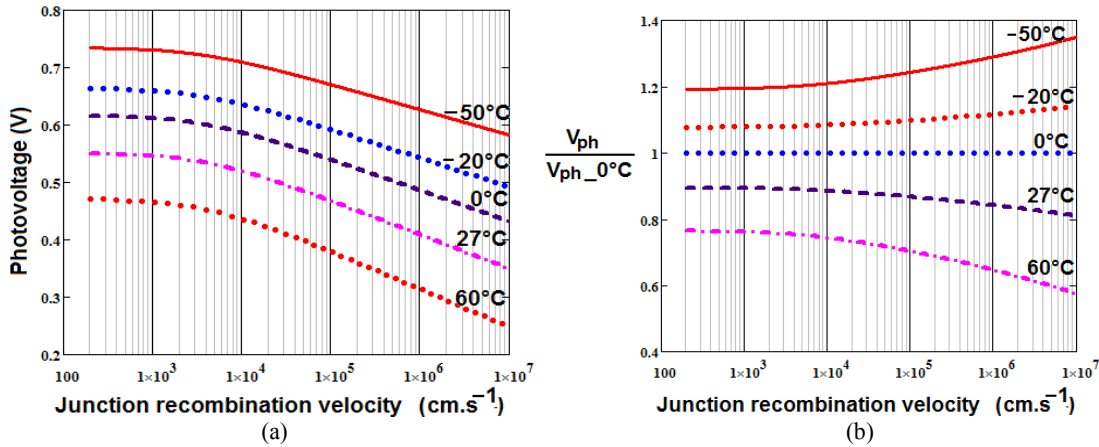 0.8
0.7
0.6
0.5
0.4
0.3
0.2
Photovoltage (V)
−50°C
−20°C
0°C
27°C
60°C
100
1×10³
1×10⁴
1×10⁵
1×10⁶
1×10⁷
Junction recombination velocity (cm.s⁻¹)
(a)
1.4
1.2
1
0.8
0.6
0.4
Vph
Vph_0°C
−50°C
−20°C
0°C
27°C
60°C
100
1×10³
1×10⁴
1×10⁵
1×10⁶
1×10⁷
Junction recombination velocity (cm.s⁻¹)
(b)